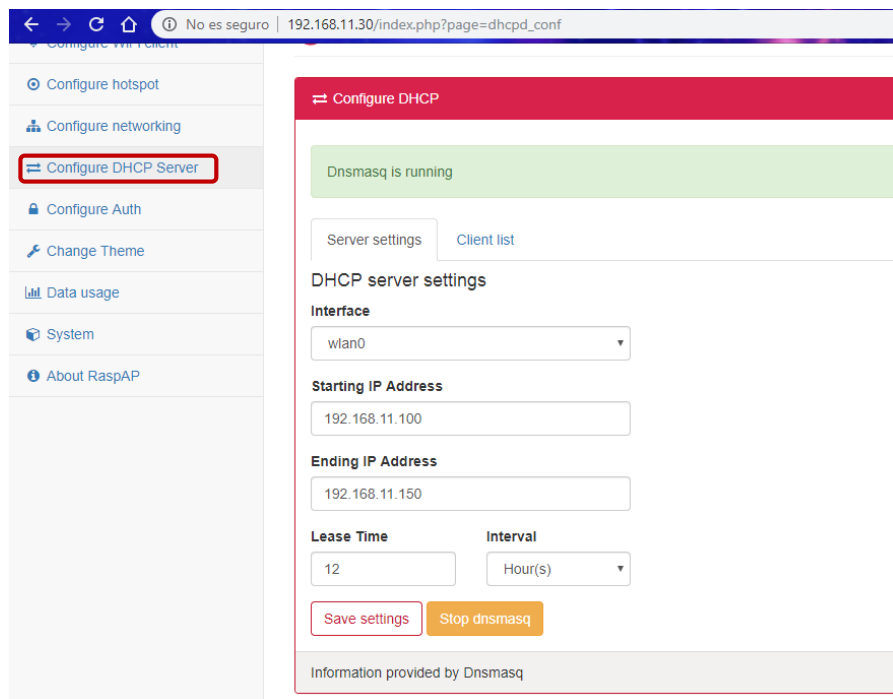 No es seguro | 192.168.11.30/index.php?page=dhcpd_conf
Configure WiFi client
Configure hotspot
Configure networking
Configure DHCP Server
Configure Auth
Change Theme
Data usage
System
About RaspAP
Configure DHCP
Dnsmasq is running
Server settings
Client list
DHCP server settings
Interface
wlan0
Starting IP Address
192.168.11.100
Ending IP Address
192.168.11.150
Lease Time
Interval
12
Hour(s)
Save settings
Stop dnsmasq
Information provided by Dnsmasq